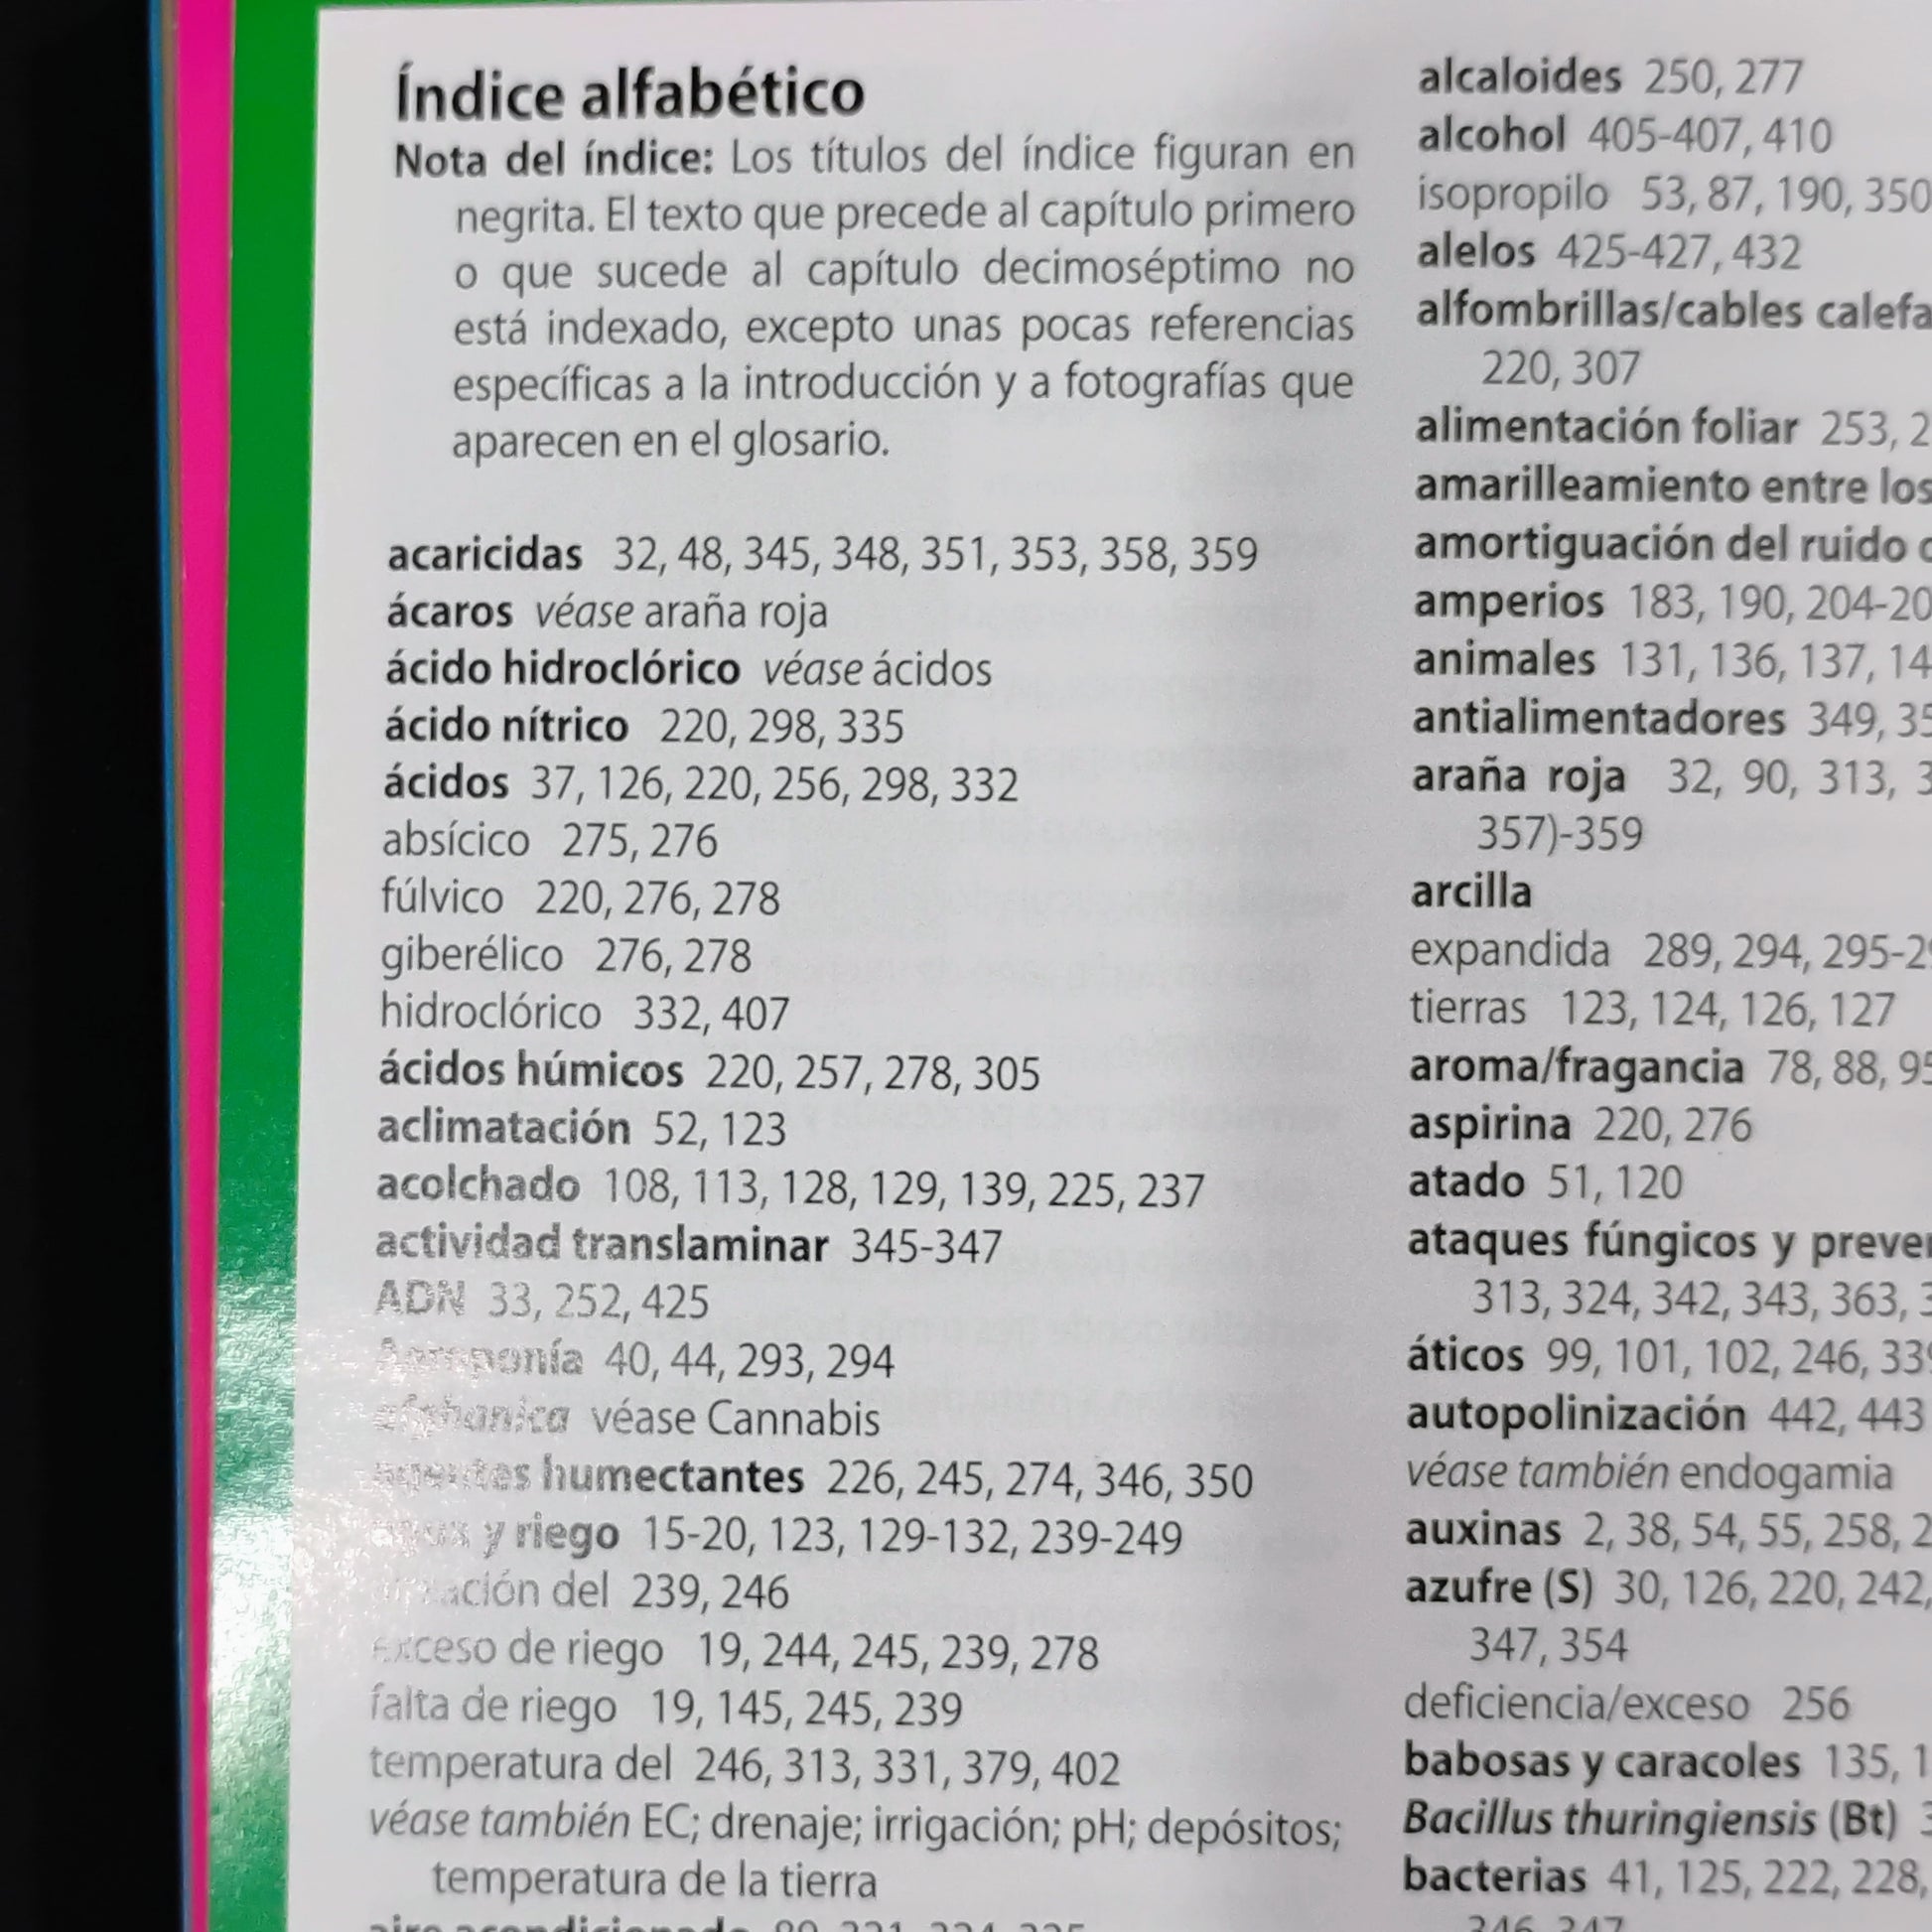 Índice alfabético
Nota del índice: Los títulos del índice figuran en
negrita. El texto que precede al capítulo primero
o que sucede al capítulo decimoséptimo no
está indexado, excepto unas pocas referencias
específicas a la introducción y a fotografías que
aparecen en el glosario.
acaricidas 32, 48, 345, 348, 351, 353, 358, 359
ácaros véase araña roja
ácido hidroclórico véase ácidos
ácido nítrico 220, 298, 335
ácidos 37, 126, 220, 256, 298, 332
absícico 275, 276
fúlvico 220, 276, 278
giberélico 276, 278
hidroclórico 332, 407
ácidos húmicos 220, 257, 278, 305
aclimatación 52, 123
acolchado 108, 113, 128, 129, 139, 225, 237
actividad translaminar 345-347
ADN 33, 252, 425
Aeroponía 40, 44, 293, 294
afghanica véase Cannabis
agentes humectantes 226, 245, 274, 346, 350
agua y riego 15-20, 123, 129-132, 239-249
del 239, 246
exceso de riego 19, 244, 245, 239, 278
falta de riego 19, 145, 245, 239
temperatura del 246, 313, 331, 379, 402
véase también EC; drenaje; irrigación; pH; depósitos;
temperatura de la tierra
alcaloides 250, 277
alcohol 405-407, 410
isopropilo 53, 87, 190, 350
alelos 425-427, 432
alfombrillas/cables
220, 307
alimentación foliar 253,
amarilleamiento entre los
amortiguación del ruido
amperios 183, 190,
animales 131, 136, 137,
antialimentadores 349,
araña roja 32, 90, 313,
357)-359
arcilla
expandida 289, 294,
tierras 123, 124, 126, 127
aroma/fragancia 78, 88,
aspirina 220, 276
atado 51, 120
ataques fúngicos y
313, 324, 342, 343, 363,
áticos 99, 101, 102, 246,
autopolinización 442, 443
véase también endogamia
auxinas 2, 38, 54, 55, 258,
azufre (S) 30, 126, 220, 242,
347, 354
deficiencia/exceso 256
babosas y caracoles 135,
Bacillus thuringiensis (Bt)
bacterias 41, 125, 222, 228,